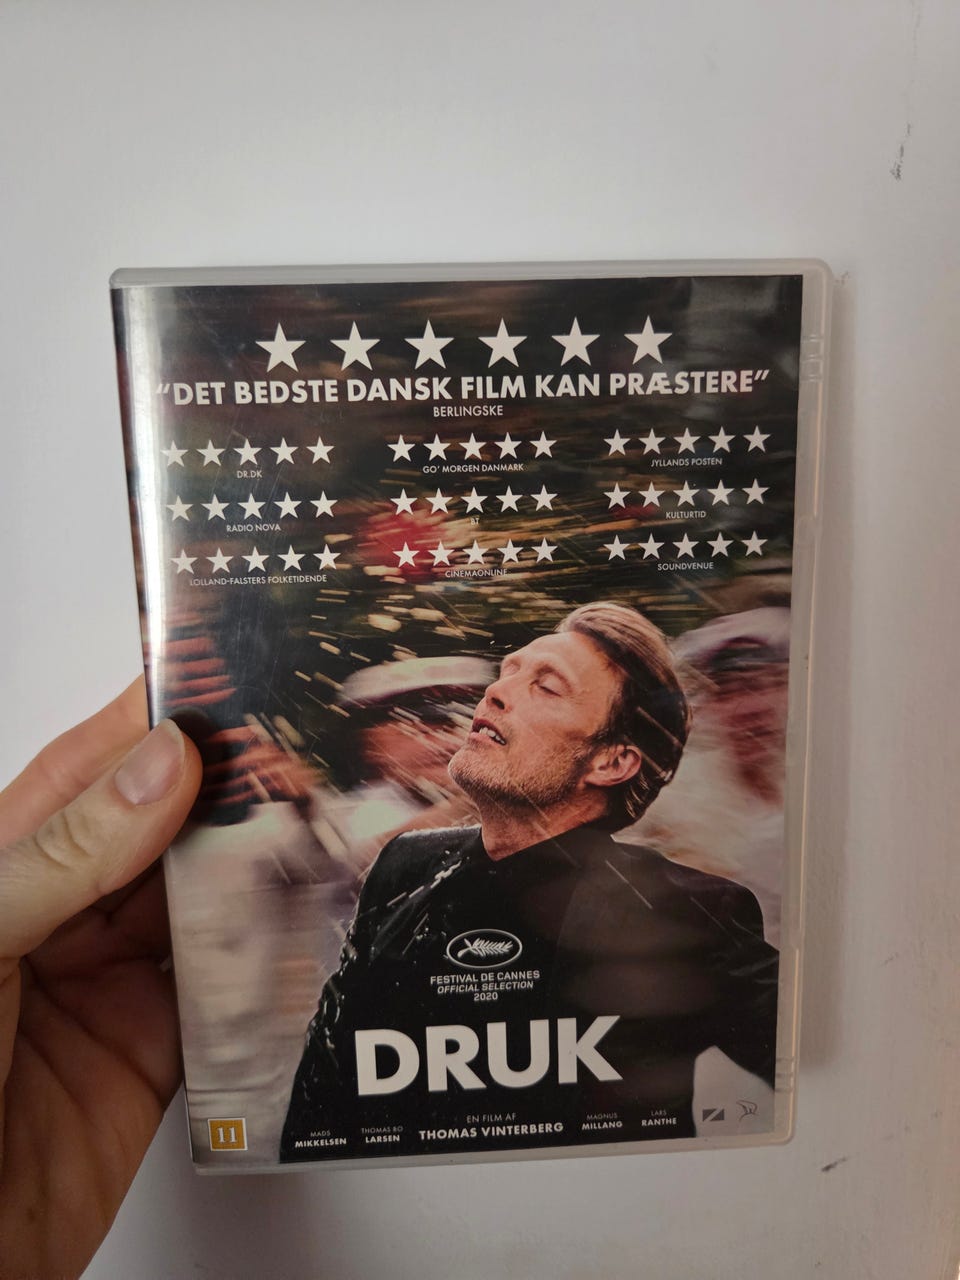 “DET BEDSTE DANSK FILM KAN PRÆSTERE”
BERLINGSKE
DR.DK
GO' MORGEN DANMARK
JYLLANDS POSTEN
RADIO NOVA
BT
KULTURTID
LOLLAND-FALSTERS FOLKETIDENDE
CINEMAONLINE
SOUNDVENUE
FESTIVAL DE CANNES
OFFICIAL SELECTION
2020
DRUK
11
MADS
MIKKELSEN
THOMAS BO
LARSEN
EN FILM AF
THOMAS VINTERBERG
MAGNUS
MILLANG
LARS
RANTHE